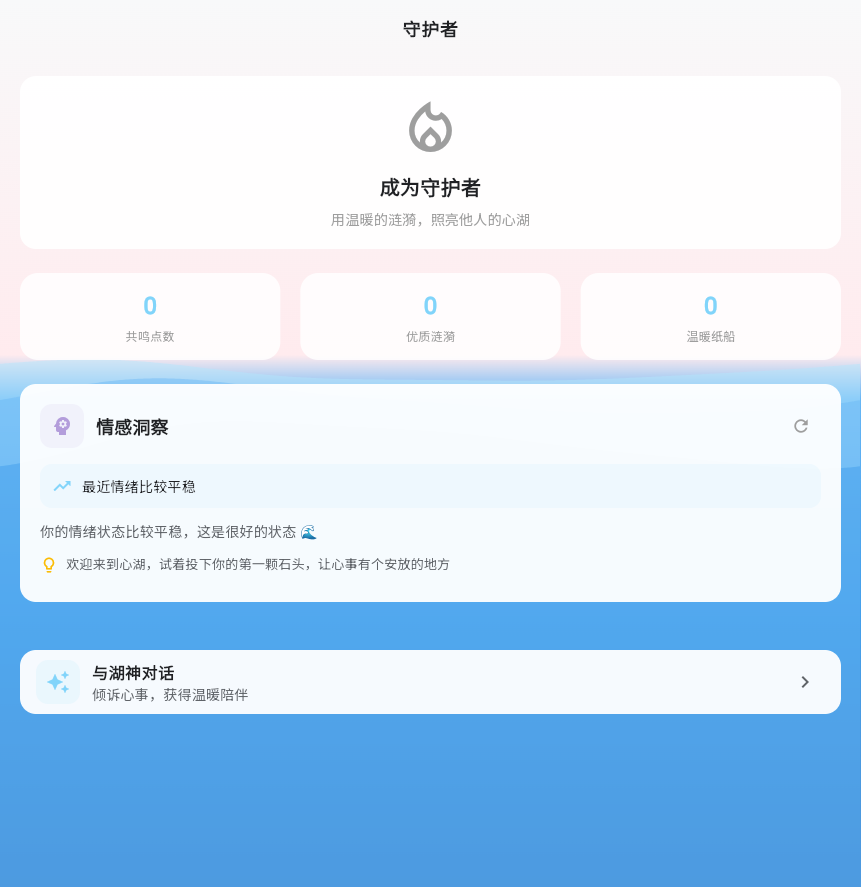 守护者
成为守护者
用温暖的涟漪，照亮他人的心湖
0
共鸣点数
0
优质涟漪
0
温暖纸船
情感洞察
最近情绪比较平稳
你的情绪状态比较平稳，这是很好的状态 🌊
欢迎来到心湖，试着投下你的第一颗石头，让心事有个安放的地方
与湖神对话
倾诉心事，获得温暖陪伴